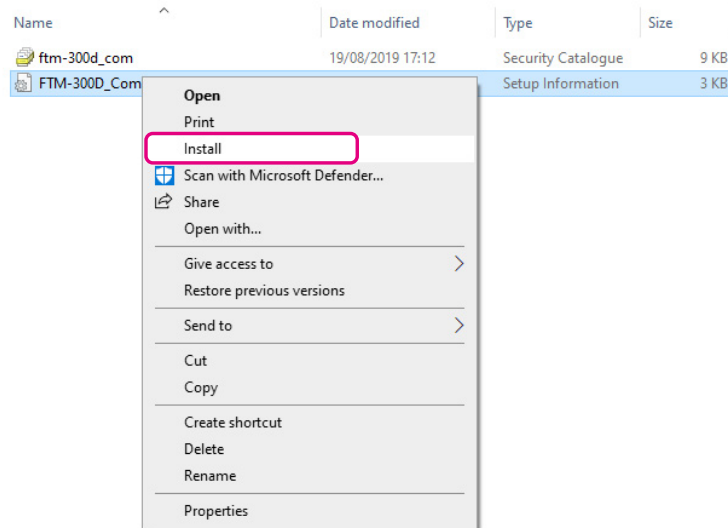 Name Date modified Type Size
ftm-300d_com 19/08/2019 17:12 Security Catalogue 9 KB
FTM-300D_Com Setup Information 3 KB
Open
Print
Install
Scan with Microsoft Defender...
Share
Open with...
Give access to
Restore previous versions
Send to
Cut
Copy
Create shortcut
Delete
Rename
Properties